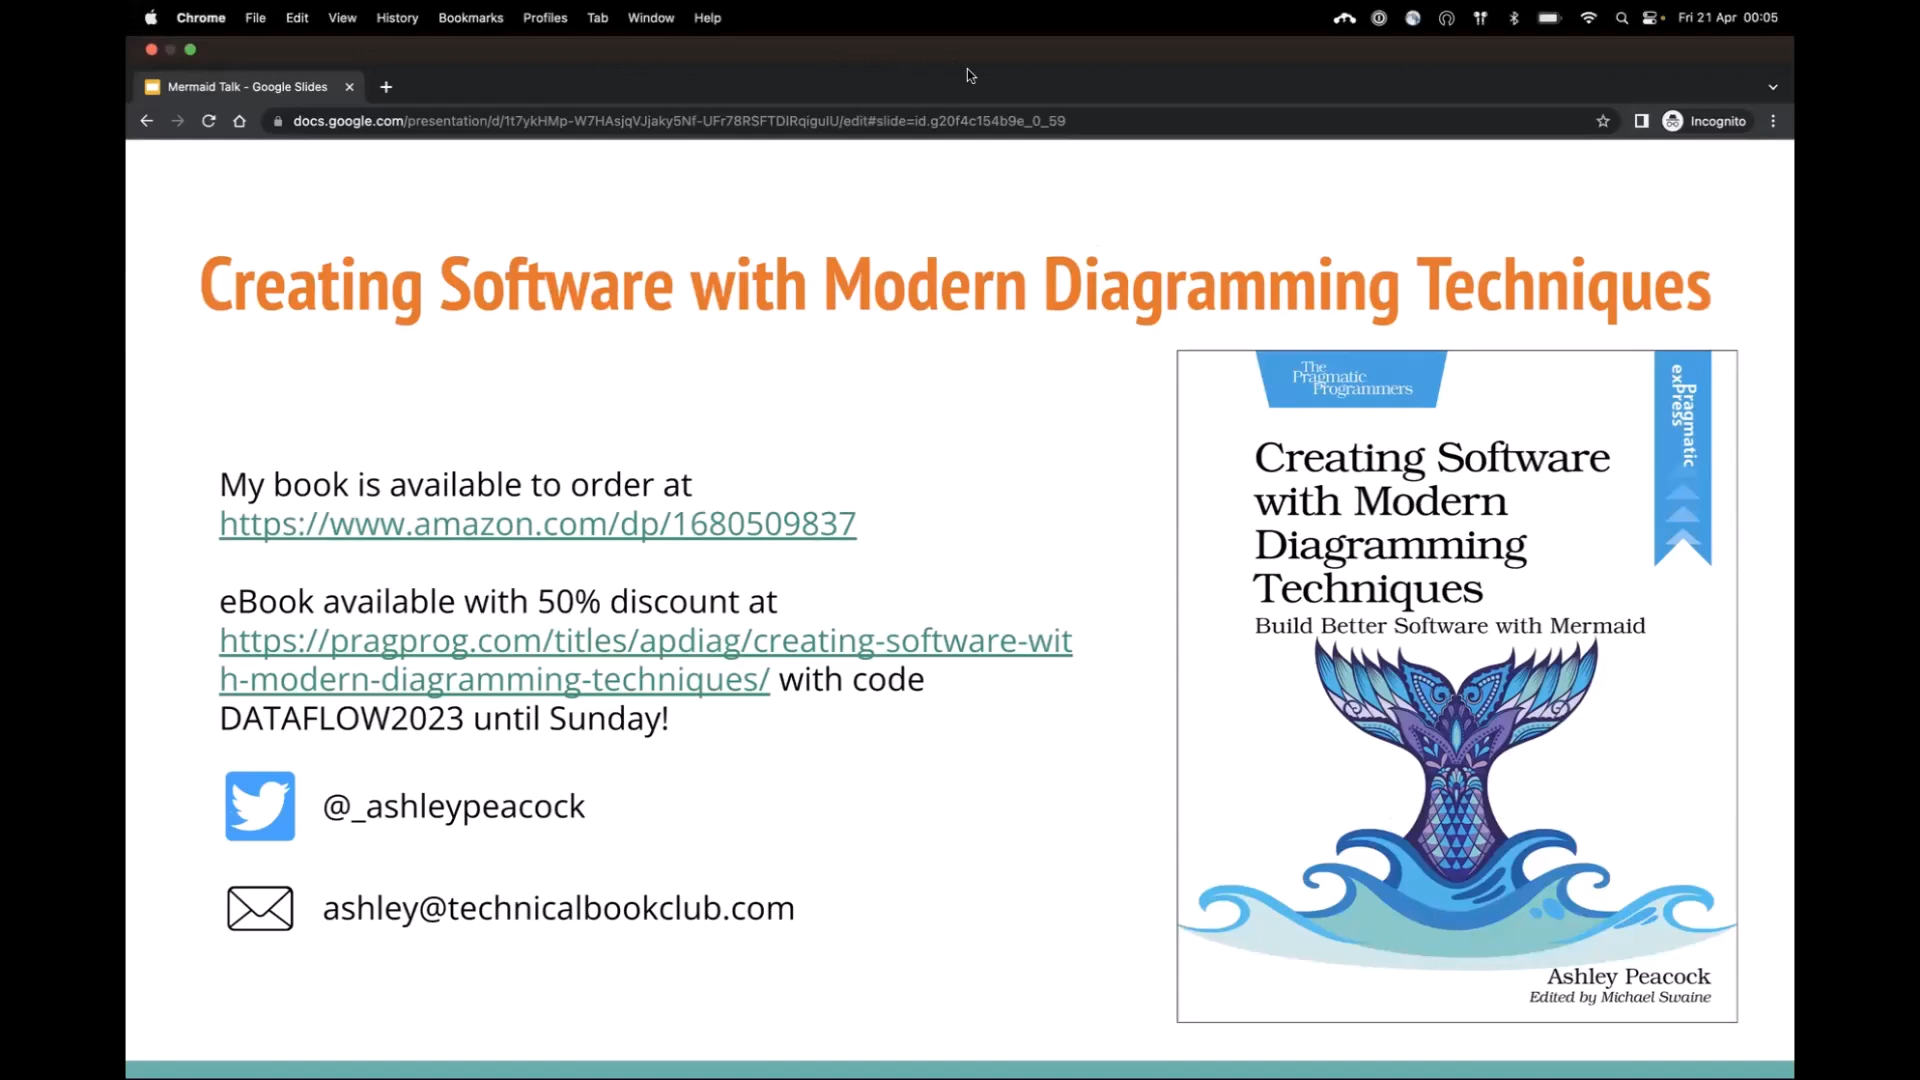 Chrome File Edit View History Bookmarks Profiles Tab Window Help Fri 21 Apr 00:05
Mermaid Talk - Google Slides
docs.google.com/presentation/d/1t7ykHMp-W7HAsjqVJjaky5Nf-UFr78RSFTDIRqiguIU/edit#slide=id.g20f4c154b9e_0_59 Incognito
Creating Software with Modern Diagramming Techniques
My book is available to order at
https://www.amazon.com/dp/1680509837
eBook available with 50% discount at
https://pragprog.com/titles/apdiag/creating-software-wit
h-modern-diagramming-techniques/ with code
DATAFLOW2023 until Sunday!
@_ashleypeacock
ashley@technicalbookclub.com
The
Pragmatic
Programmers
Pragmatic
exPress
Creating Software
with Modern
Diagramming
Techniques
Build Better Software with Mermaid
Ashley Peacock
Edited by Michael Swaine